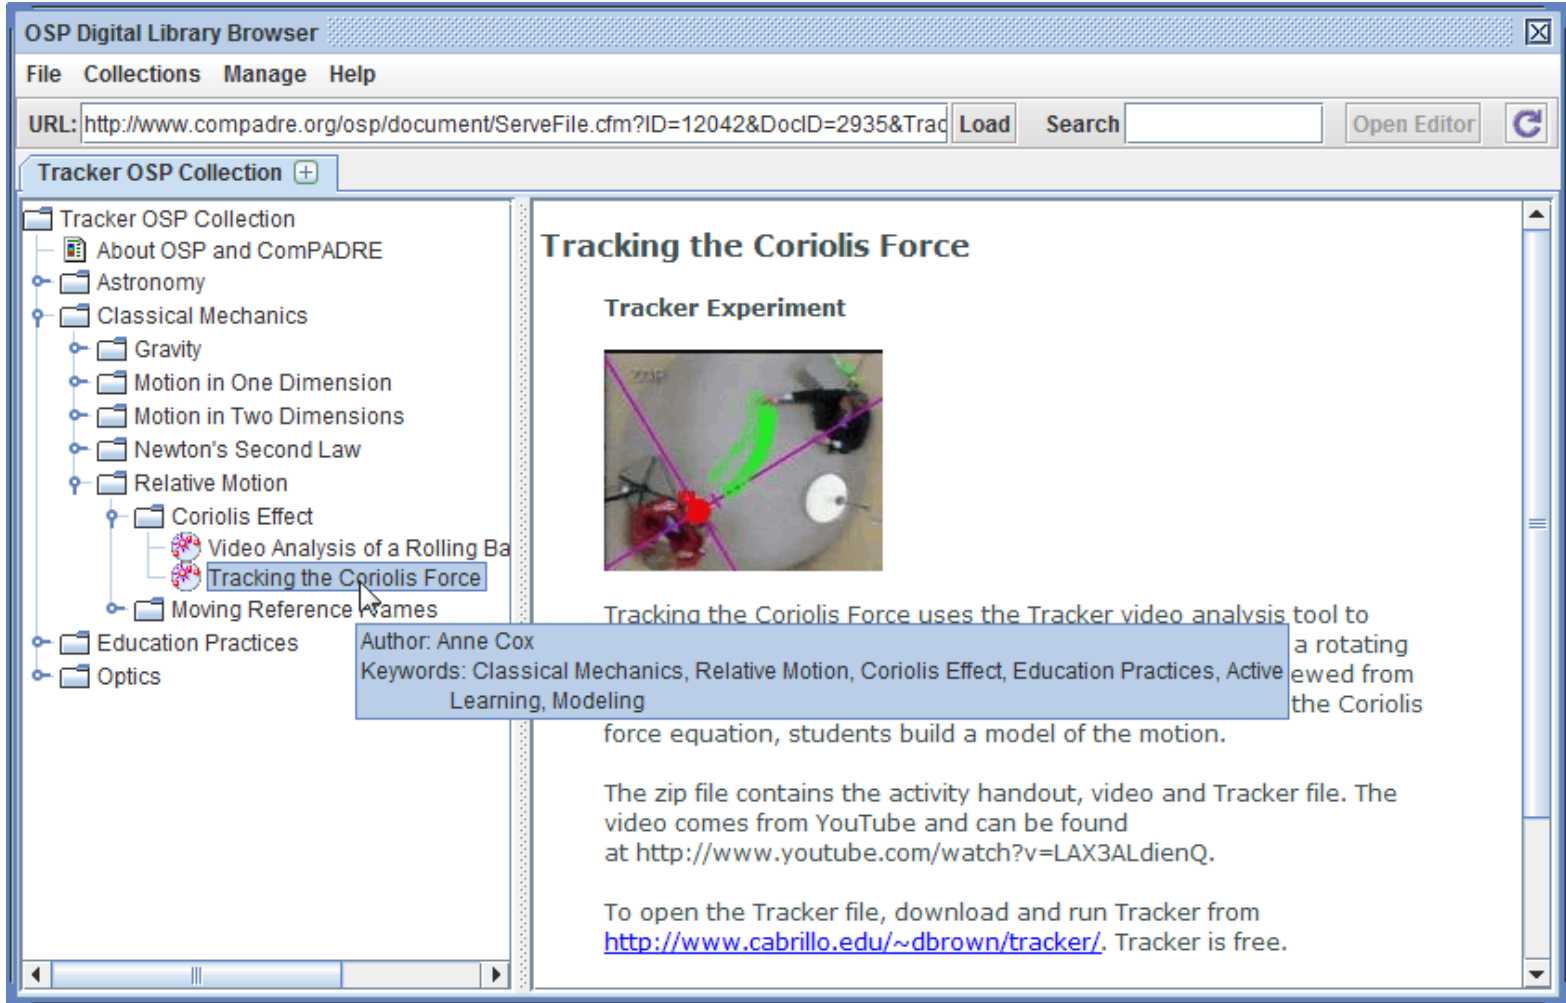 OSP Digital Library Browser
File Collections Manage Help
URL: http://www.compadre.org/osp/document/ServeFile.cfm?ID=12042&DocID=2935&Trac Load Search Open Editor
Tracker OSP Collection
Tracker OSP Collection
About OSP and ComPADRE
Astronomy
Classical Mechanics
Gravity
Motion in One Dimension
Motion in Two Dimensions
Newton's Second Law
Relative Motion
Coriolis Effect
Video Analysis of a Rolling Ba
Tracking the Coriolis Force
Moving Reference Frames
Education Practices
Optics
Author: Anne Cox
Keywords: Classical Mechanics, Relative Motion, Coriolis Effect, Education Practices, Active
Learning, Modeling
Tracking the Coriolis Force
Tracker Experiment
Tracking the Coriolis Force uses the Tracker video analysis tool to
a rotating
ewed from
the Coriolis
force equation, students build a model of the motion.
The zip file contains the activity handout, video and Tracker file. The
video comes from YouTube and can be found
at http://www.youtube.com/watch?v=LAX3ALdienQ.
To open the Tracker file, download and run Tracker from
http://www.cabrillo.edu/~dbrown/tracker/. Tracker is free.